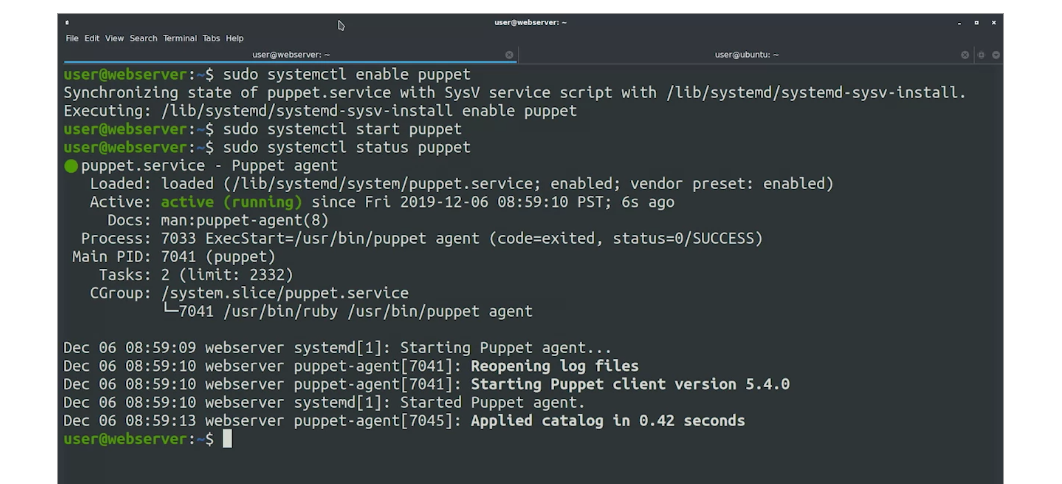 user@webserver: ~
File Edit View Search Terminal Tabs Help
user@webserver: ~ user@ubuntu: ~
user@webserver:~$ sudo systemctl enable puppet
Synchronizing state of puppet.service with SysV service script with /lib/systemd/systemd-sysv-install.
Executing: /lib/systemd/systemd-sysv-install enable puppet
user@webserver:~$ sudo systemctl start puppet
user@webserver:~$ sudo systemctl status puppet
● puppet.service - Puppet agent
Loaded: loaded (/lib/systemd/system/puppet.service; enabled; vendor preset: enabled)
Active: active (running) since Fri 2019-12-06 08:59:10 PST; 6s ago
Docs: man:puppet-agent(8)
Process: 7033 ExecStart=/usr/bin/puppet agent (code=exited, status=0/SUCCESS)
Main PID: 7041 (puppet)
Tasks: 2 (limit: 2332)
CGroup: /system.slice/puppet.service
└─7041 /usr/bin/ruby /usr/bin/puppet agent
Dec 06 08:59:09 webserver systemd[1]: Starting Puppet agent...
Dec 06 08:59:10 webserver puppet-agent[7041]: Reopening log files
Dec 06 08:59:10 webserver puppet-agent[7041]: Starting Puppet client version 5.4.0
Dec 06 08:59:10 webserver systemd[1]: Started Puppet agent.
Dec 06 08:59:13 webserver puppet-agent[7045]: Applied catalog in 0.42 seconds
user@webserver:~$